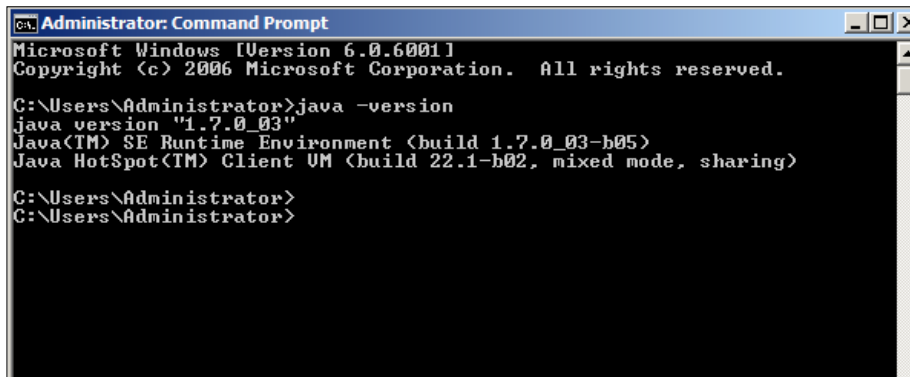 Administrator: Command Prompt
Microsoft Windows [Version 6.0.6001]
Copyright (c) 2006 Microsoft Corporation.  All rights reserved.
C:\Users\Administrator>java -version
java version "1.7.0_03"
Java(TM) SE Runtime Environment (build 1.7.0_03-b05)
Java HotSpot(TM) Client VM (build 22.1-b02, mixed mode, sharing)
C:\Users\Administrator>
C:\Users\Administrator>